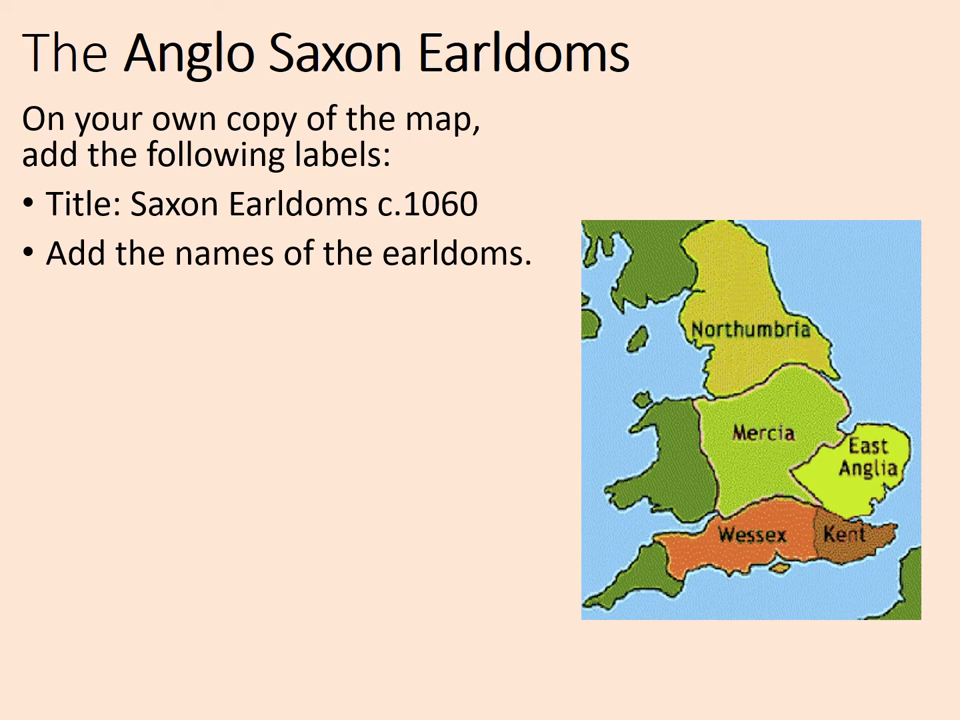 The Anglo Saxon Earldoms
On your own copy of the map,
add the following labels:
• Title: Saxon Earldoms c.1060
• Add the names of the earldoms.
Northumbria
Mercia
East
Anglia
Wessex
Kent